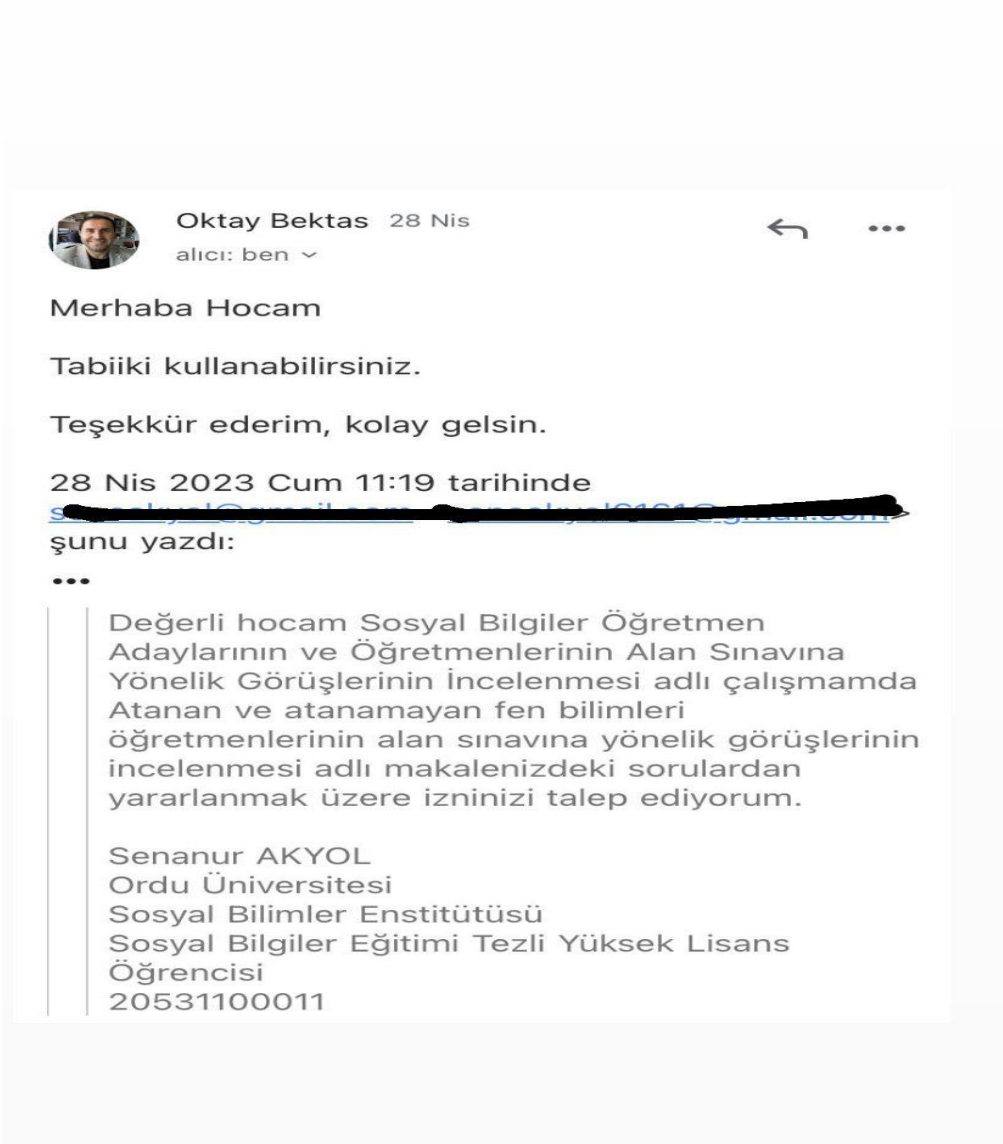 Oktay Bektas 28 Nis
alıcı: ben
Merhaba Hocam
Tabiiki kullanabilirsiniz.
Teşekkür ederim, kolay gelsin.
28 Nis 2023 Cum 11:19 tarihinde
şunu yazdı:
Değerli hocam Sosyal Bilgiler Öğretmen
Adaylarının ve Öğretmenlerinin Alan Sınavına
Yönelik Görüşlerinin İncelenmesi adlı çalışmamda
Atanan ve atanamayan fen bilimleri
öğretmenlerinin alan sınavına yönelik görüşlerinin
incelenmesi adlı makalenizdeki sorulardan
yararlanmak üzere izninizi talep ediyorum.
Senanur AKYOL
Ordu Üniversitesi
Sosyal Bilimler Enstitütüsü
Sosyal Bilgiler Eğitimi Tezli Yüksek Lisans
Öğrencisi
20531100011